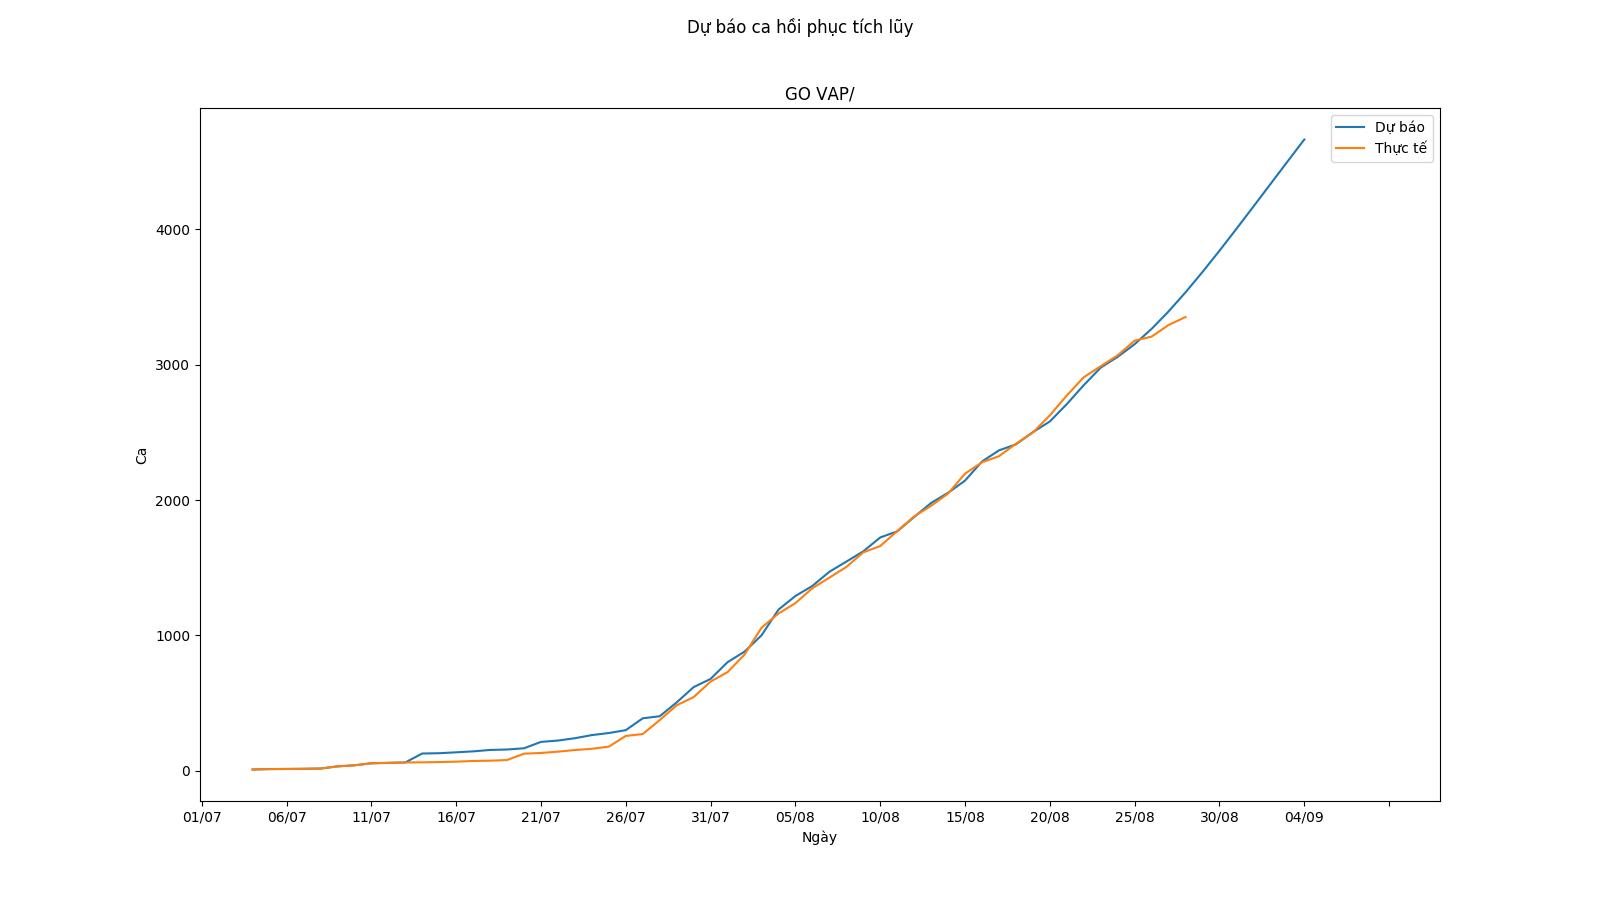 Dự báo ca hồi phục tích lũy
GO VAP/
Dự báo
Thực tế
4000
3000
2000
1000
0
Ca
01/07 06/07 11/07 16/07 21/07 26/07 31/07 05/08 10/08 15/08 20/08 25/08 30/08 04/09
Ngày